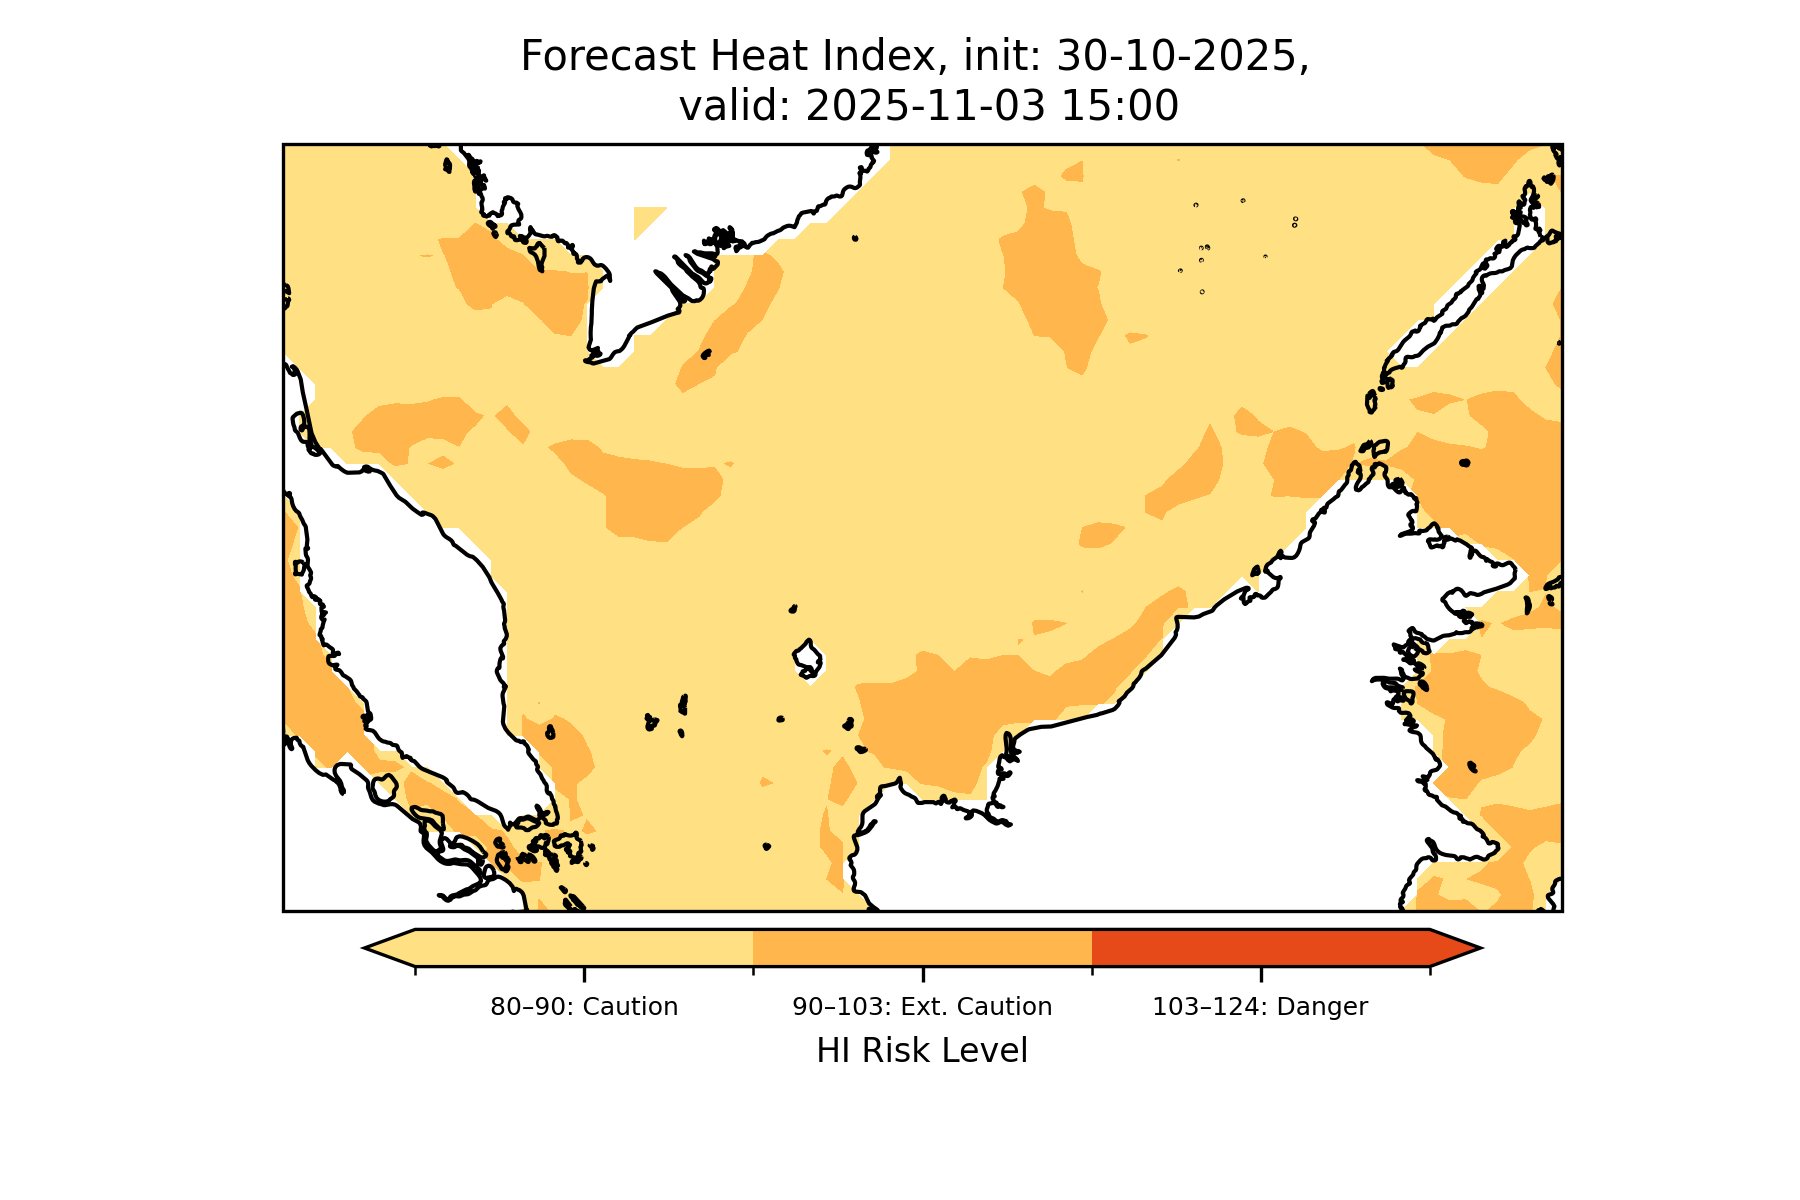 Forecast Heat Index, init: 30-10-2025,
valid: 2025-11-03 15:00
80–90: Caution
90–103: Ext. Caution
103–124: Danger
HI Risk Level